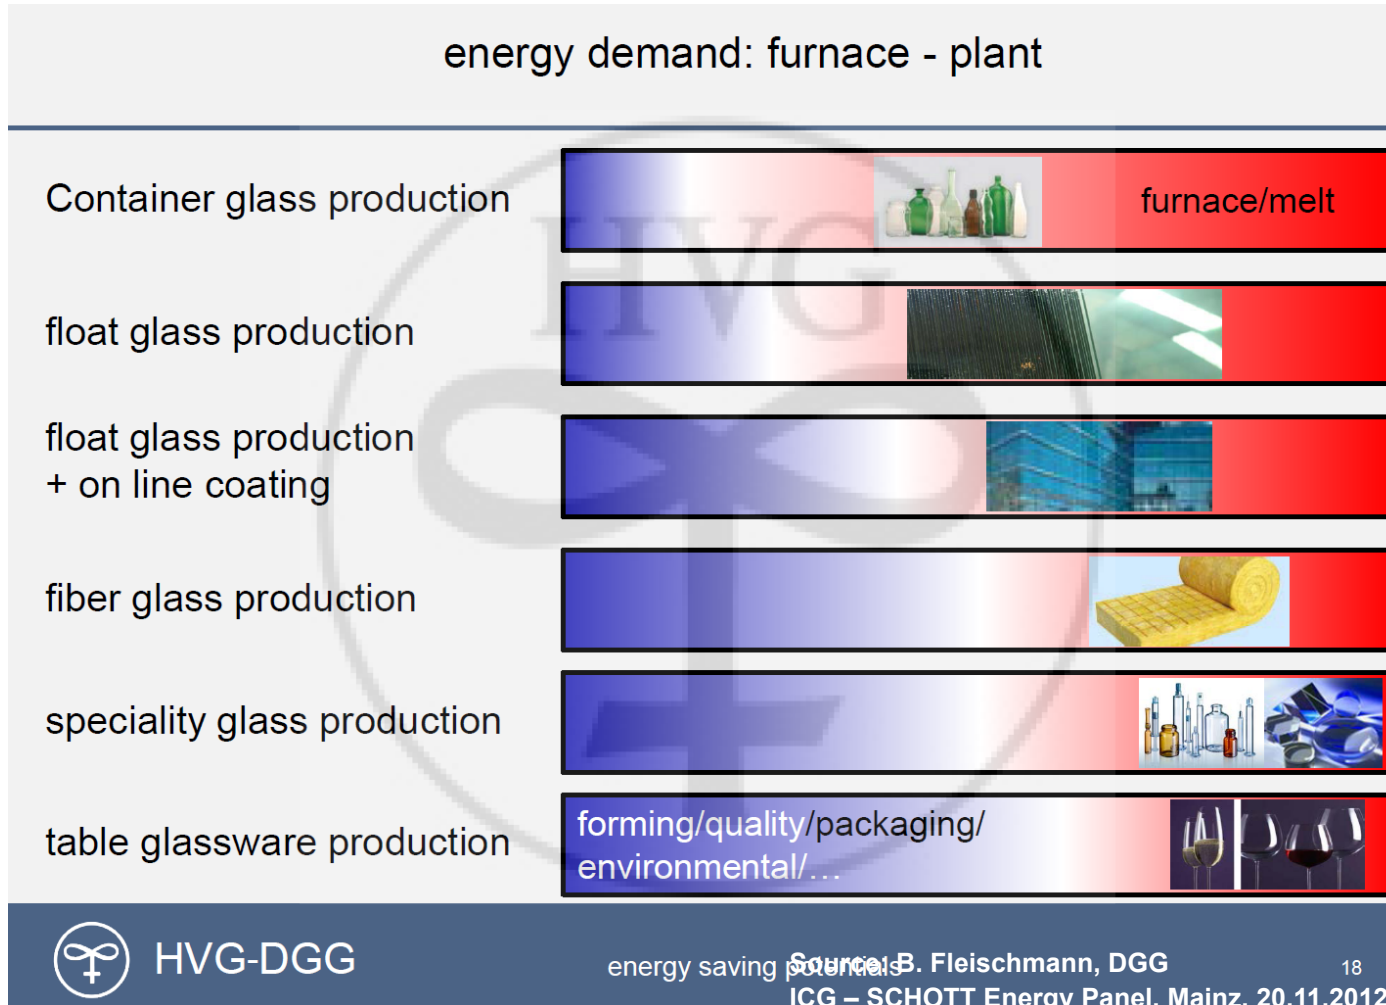 energy demand: furnace - plant
Container glass production
furnace/melt
HVG
float glass production
float glass production
+ on line coating
fiber glass production
speciality glass production
table glassware production
forming/quality/packaging/
environmental/...
HVG-DGG
energy saving potentials
Source: B. Fleischmann, DGG
ICG – SCHOTT Energy Panel, Mainz, 20.11.2012
18